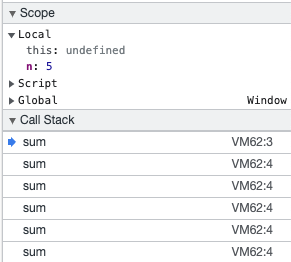 Scope
Local
this: undefined
n: 5
Script
Global Window
Call Stack
sum VM62:3
sum VM62:4
sum VM62:4
sum VM62:4
sum VM62:4
sum VM62:4